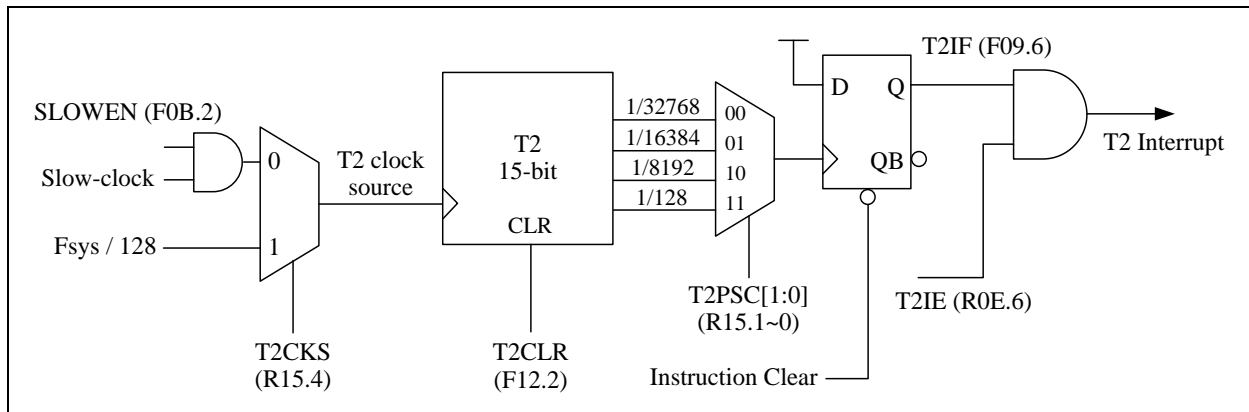 SLOWEN (F0B.2)
Slow-clock
Fsys / 128
0
1
T2CKS
(R15.4)
T2 clock
source
T2
15-bit
CLR
T2CLR
(F12.2)
1/32768
1/16384
1/8192
1/128
00
01
10
11
T2PSC[1:0]
(R15.1~0)
D
Q
QB
Instruction Clear
T2IF (F09.6)
T2IE (R0E.6)
T2 Interrupt